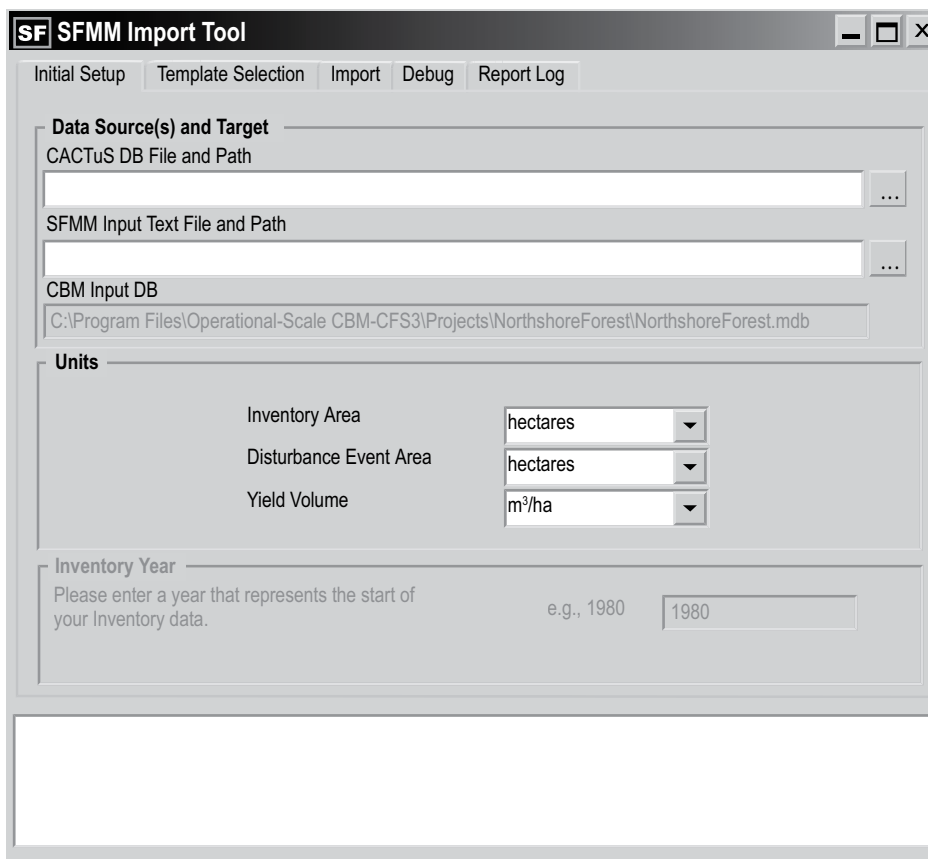 SF SFMM Import Tool
Initial Setup Template Selection Import Debug Report Log
Data Source(s) and Target
CACTuS DB File and Path
...
SFMM Input Text File and Path
...
CBM Input DB
C:\Program Files\Operational-Scale CBM-CFS3\Projects\NorthshoreForest\NorthshoreForest.mdb
Units
Inventory Area hectares
Disturbance Event Area hectares
Yield Volume m³/ha
Inventory Year
Please enter a year that represents the start of
your Inventory data.
e.g., 1980 1980